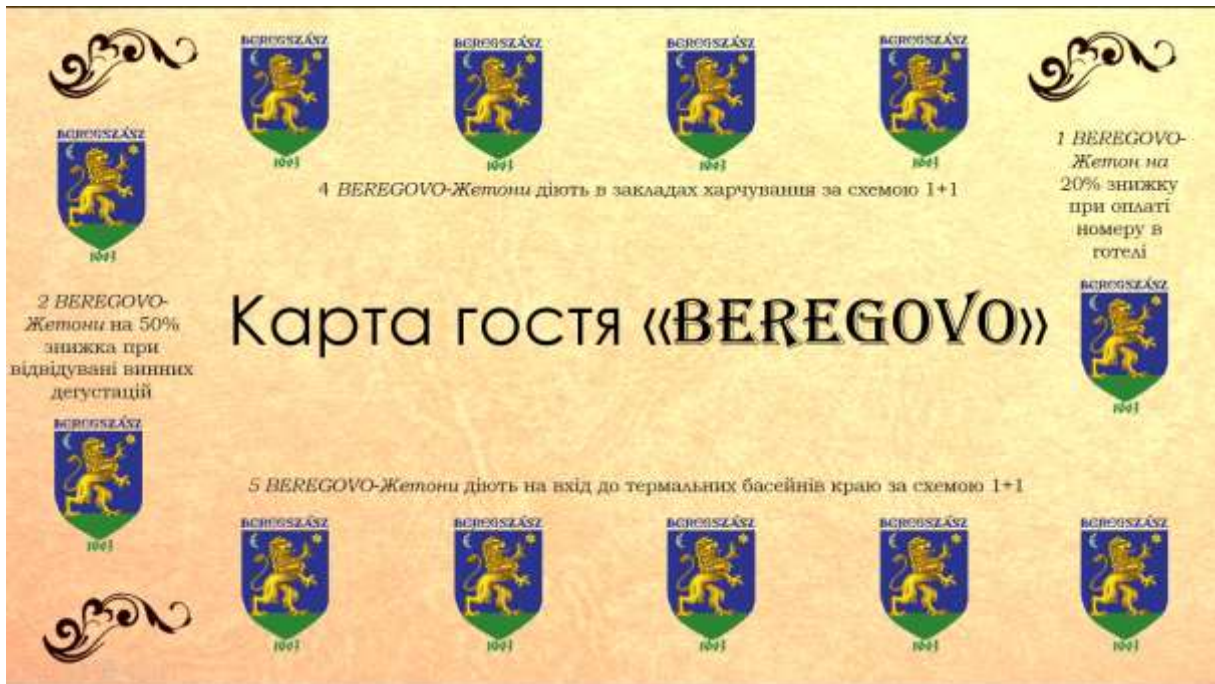 BEREGSZÁSZ
BEREGSZÁSZ
BEREGSZÁSZ
BEREGSZÁSZ
1063
1063
1063
1063
4 BEREGOVO-Жетони діють в закладах харчування за схемою 1+1
BEREGSZÁSZ
1063
2 BEREGOVO-
Жетони на 50%
знижка при
відвідувані винних
дегустацій
BEREGSZÁSZ
1063
Карта гостя «BEREGOVO»
1 BEREGOVO-
Жетон на
20% знижку
при оплаті
номеру в
готелі
1063
5 BEREGOVO-Жетони діють на вхід до термальних басейнів краю за схемою 1+1
BEREGSZÁSZ
BEREGSZÁSZ
BEREGSZÁSZ
BEREGSZÁSZ
BEREGSZÁSZ
1063
1063
1063
1063
1063